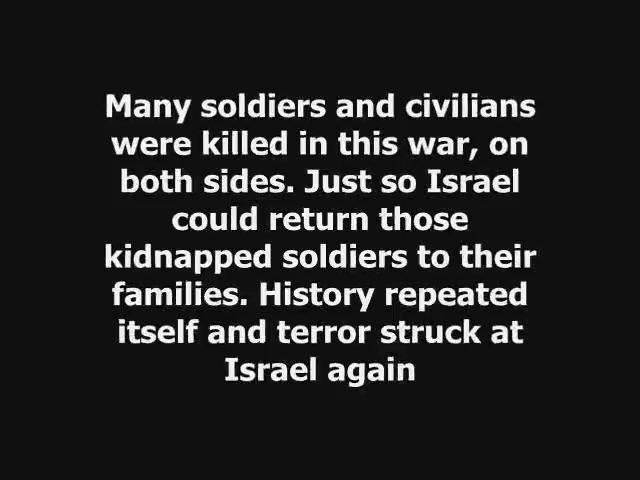 Many soldiers and civilians
were killed in this war, on
both sides. Just so Israel
could return those
kidnapped soldiers to their
families. History repeated
itself and terror struck at
Israel again